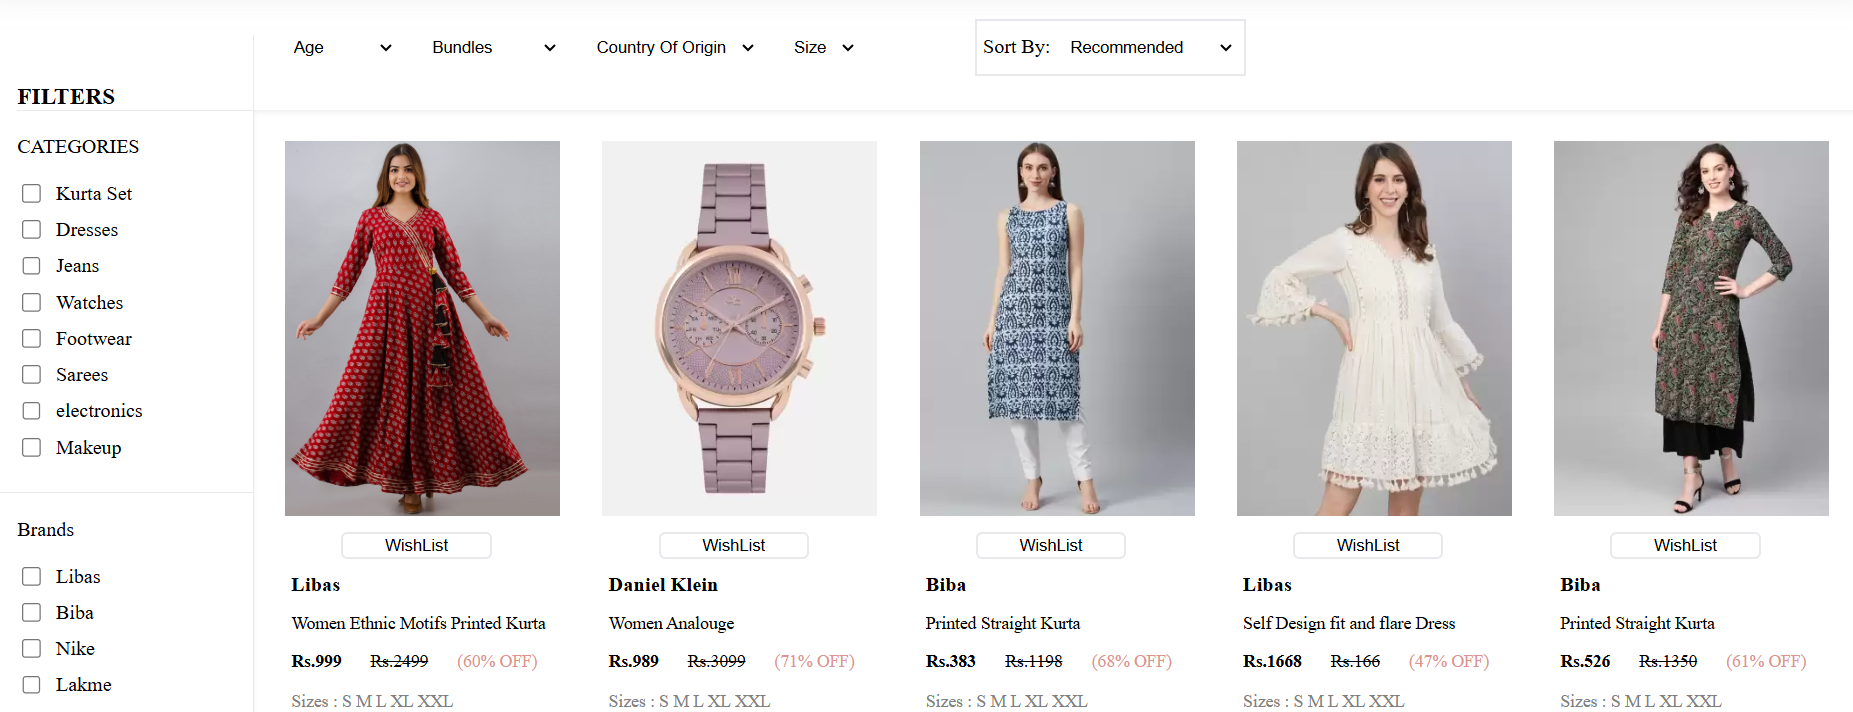 Age
Bundles
Country Of Origin
Size
Sort By: Recommended
FILTERS
CATEGORIES
Kurta Set
Dresses
Jeans
Watches
Footwear
Sarees
electronics
Makeup
Brands
Libas
Biba
Nike
Lakme
WishList
Libas
Women Ethnic Motifs Printed Kurta
Rs.999 Rs.2499 (60% OFF)
Sizes : S M L XL XXL
WishList
Daniel Klein
Women Analouge
Rs.989 Rs.3099 (71% OFF)
Sizes : S M L XL XXL
WishList
Biba
Printed Straight Kurta
Rs.383 Rs.1198 (68% OFF)
Sizes : S M L XL XXL
WishList
Libas
Self Design fit and flare Dress
Rs.1668 Rs.166 (47% OFF)
Sizes : S M L XL XXL
WishList
Biba
Printed Straight Kurta
Rs.526 Rs.1350 (61% OFF)
Sizes : S M L XL XXL